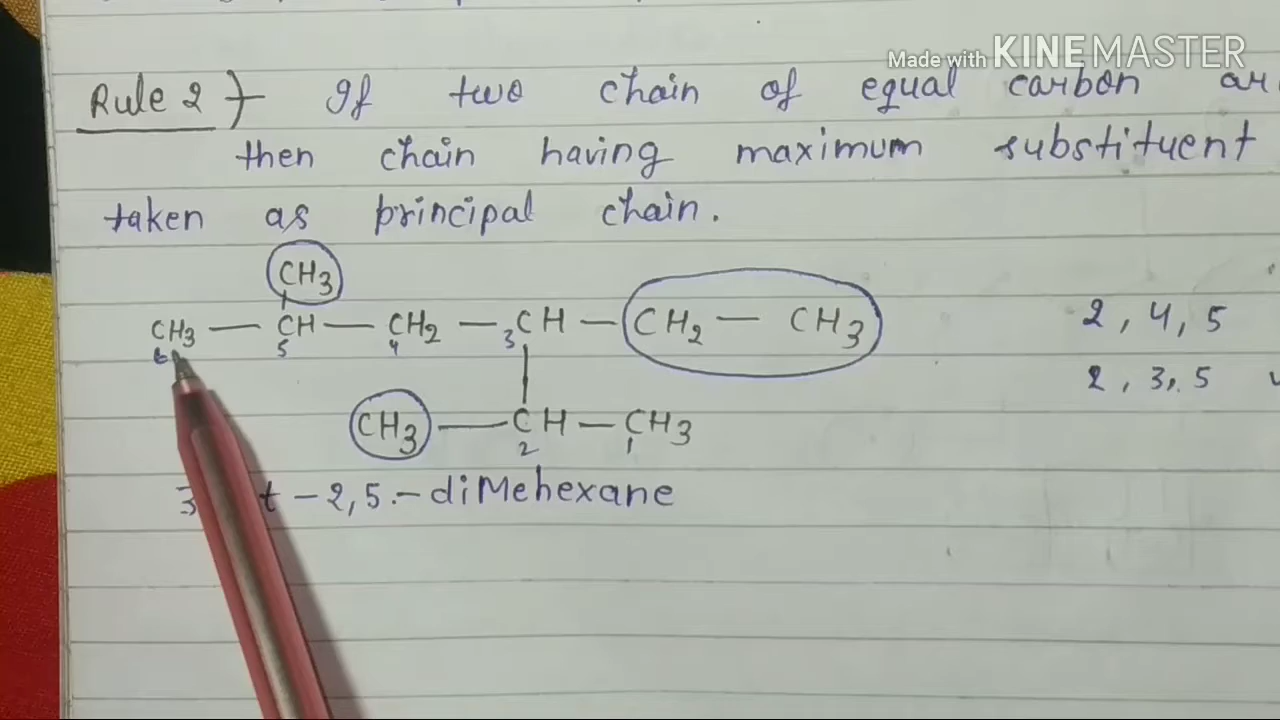 Made with KINEMASTER
Rule 2 If two chain of equal carbon
then chain having maximum substituent
taken as principal chain.
CH3
CH3 — CH — CH2 — CH — CH2 — CH3 2, 4, 5
6 5 4 3
2, 3, 5
CH3 — CH — CH3
2 1
3 t - 2, 5 - diMehexane